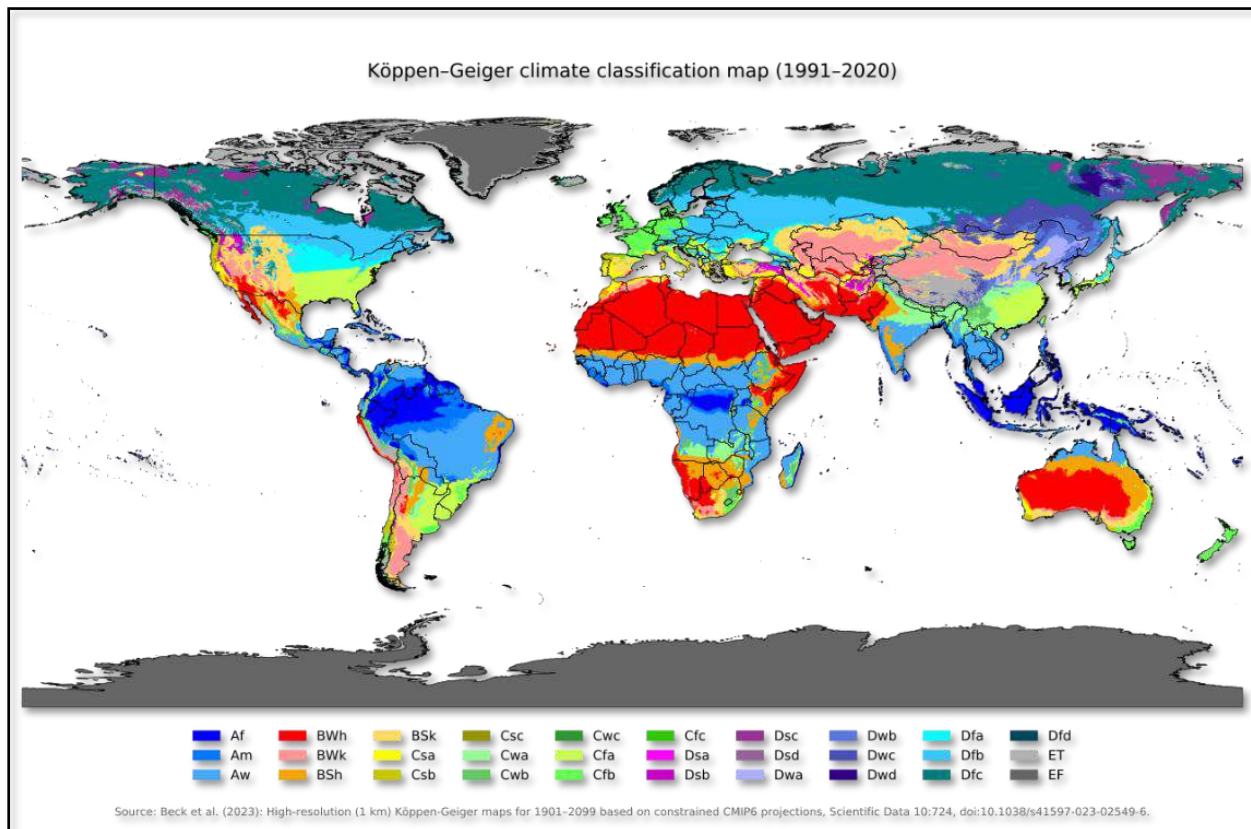 Köppen–Geiger climate classification map (1991–2020)
Af BWh BSk Csc Cwc Cfc Dsc Dwb Dfa Dfd
Am BWk Csa Cwa Cfa Dsa Dsd Dwc Dfb ET
Aw BSh Csb Cwb Cfb Dsb Dwa Dwd Dfc EF
Source: Beck et al. (2023): High-resolution (1 km) Köppen-Geiger maps for 1901–2099 based on constrained CMIP6 projections, Scientific Data 10:724, doi:10.1038/s41597-023-02549-6.